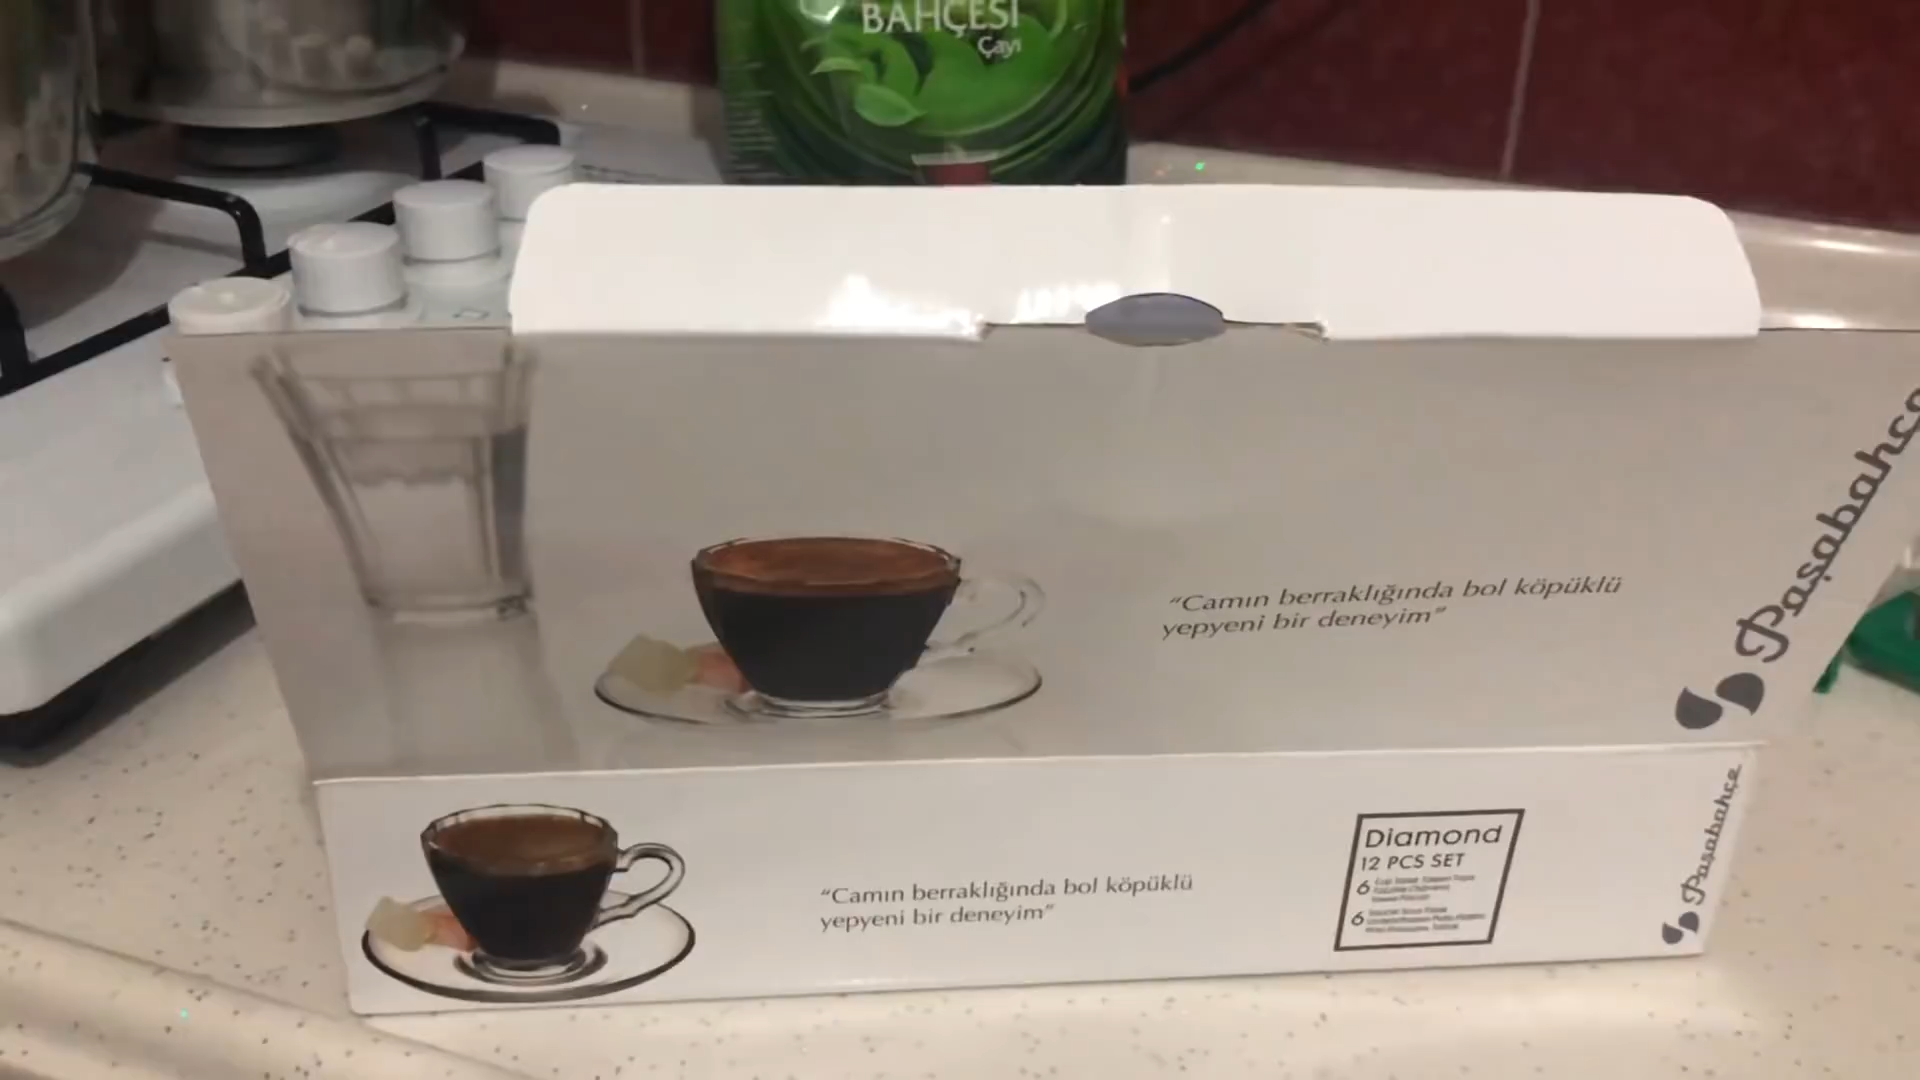 BAHÇESİ
Çayı
"Camın berraklığında bol köpüklü
yepyeni bir deneyim"
Paşabahçe
"Camın berraklığında bol köpüklü
yepyeni bir deneyim"
Diamond
12 PCS SET
6
6
Paşabahçe